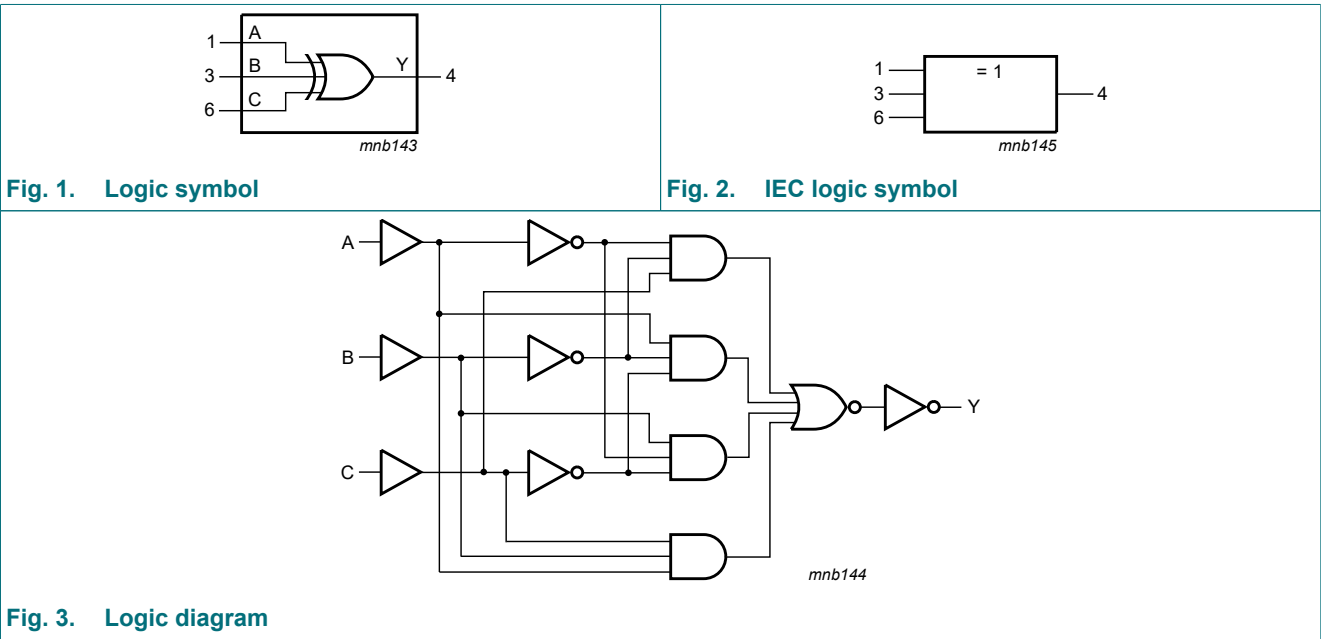 A
1
B
3
C
6
Y
4
mnb143
Fig. 1. Logic symbol
1
3
6
= 1
4
mnb145
Fig. 2. IEC logic symbol
A
B
C
Y
mnb144
Fig. 3. Logic diagram